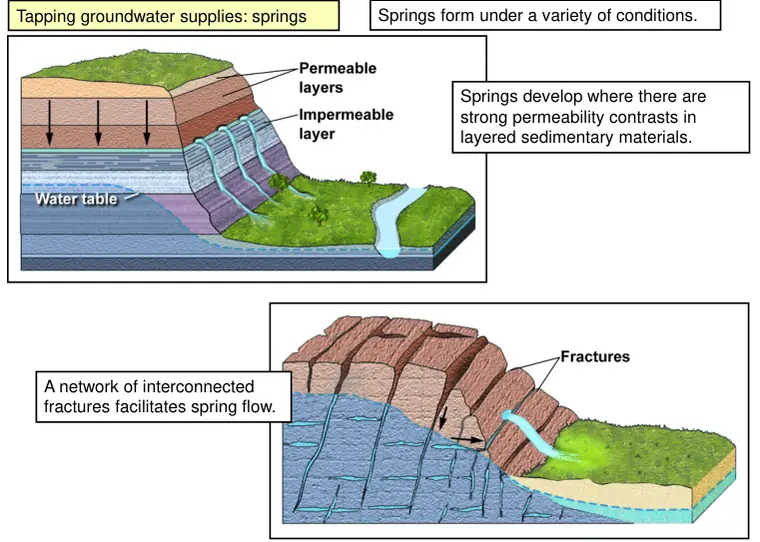 Tapping groundwater supplies: springs
Springs form under a variety of conditions.
Permeable
layers
Impermeable
layer
Water table
Springs develop where there are
strong permeability contrasts in
layered sedimentary materials.
Fractures
A network of interconnected
fractures facilitates spring flow.